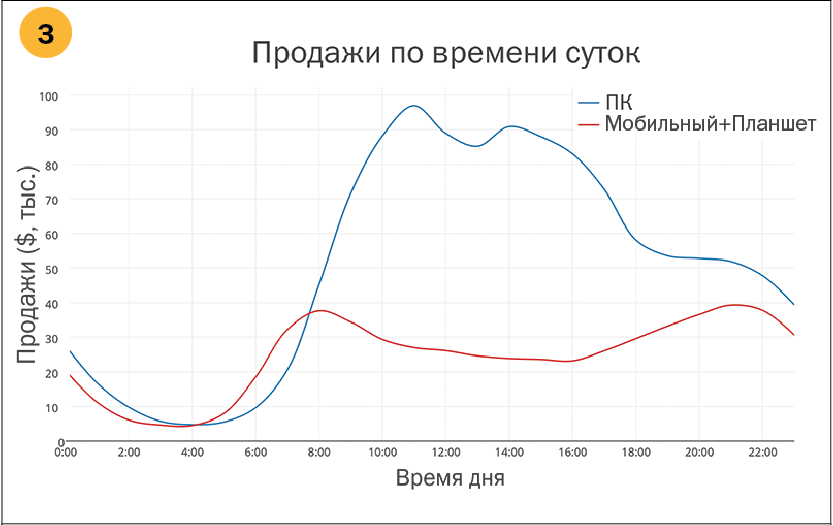 3
Продажи по времени суток
ПК
Мобильный+Планшет
Продажи ($, тыс.)
100
90
80
70
60
50
40
30
20
10
0
0:00 2:00 4:00 6:00 8:00 10:00 12:00 14:00 16:00 18:00 20:00 22:00
Время дня